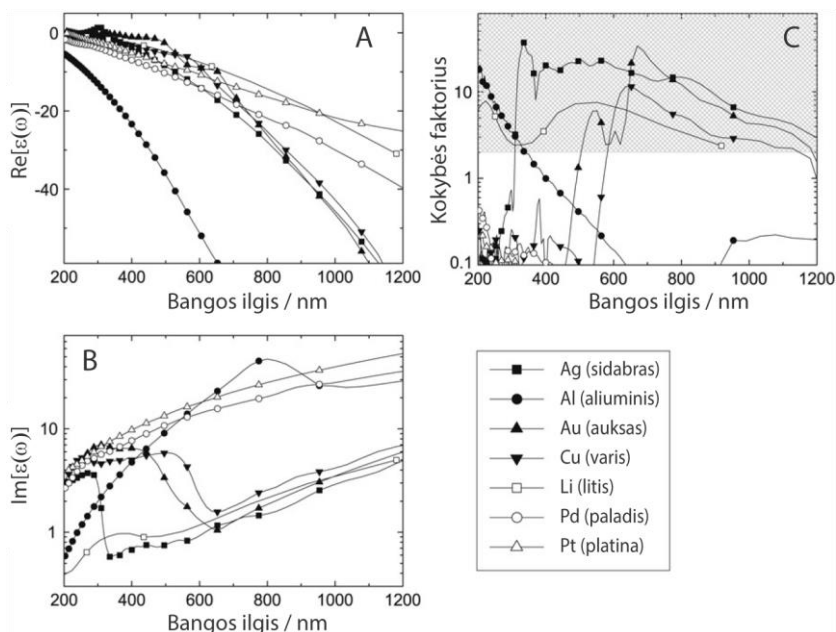 A
Re[ε(ω)]
0
-20
-40
200 400 600 800 1000 1200
Bangos ilgis / nm
C
Kokybės faktorius
10
1
0.1
200 400 600 800 1000 1200
Bangos ilgis / nm
B
Im[ε(ω)]
10
1
200 400 600 800 1000 1200
Bangos ilgis / nm
Ag (sidabras)
Al (aliuminis)
Au (auksas)
Cu (varis)
Li (litis)
Pd (paladis)
Pt (platina)